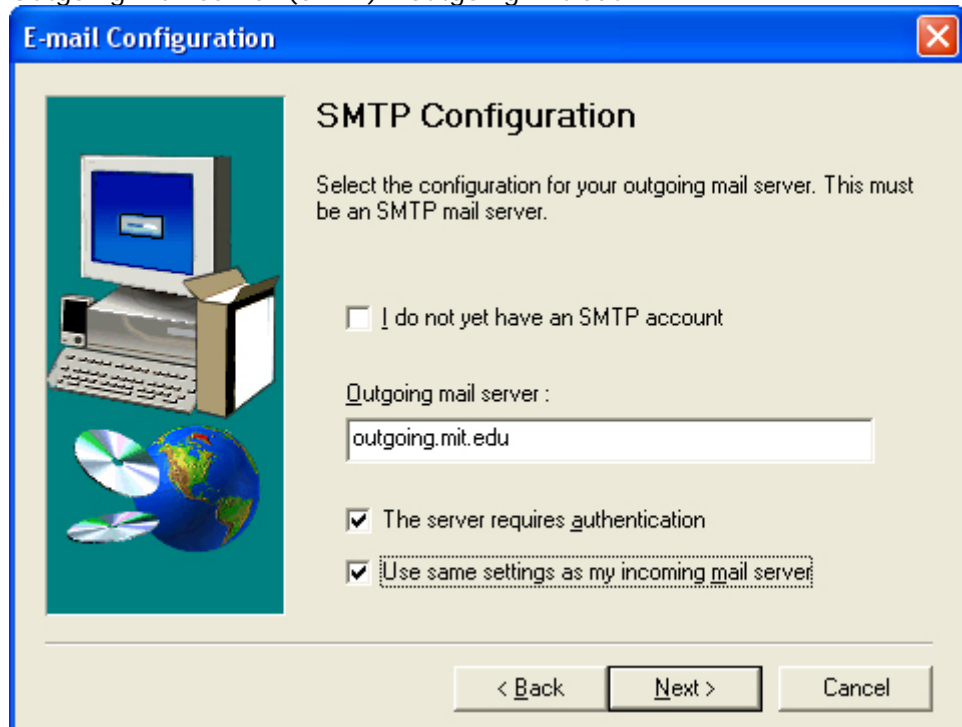 E-mail Configuration
SMTP Configuration
Select the configuration for your outgoing mail server. This must
be an SMTP mail server.
I do not yet have an SMTP account
Outgoing mail server :
outgoing.mit.edu
The server requires authentication
Use same settings as my incoming mail server
< Back
Next >
Cancel